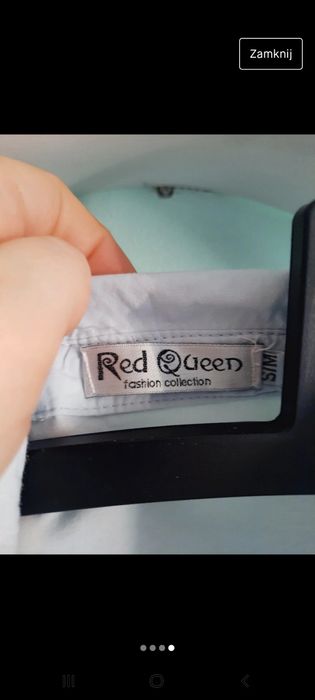 Zamknij
Red Queen
fashion collection
S/M